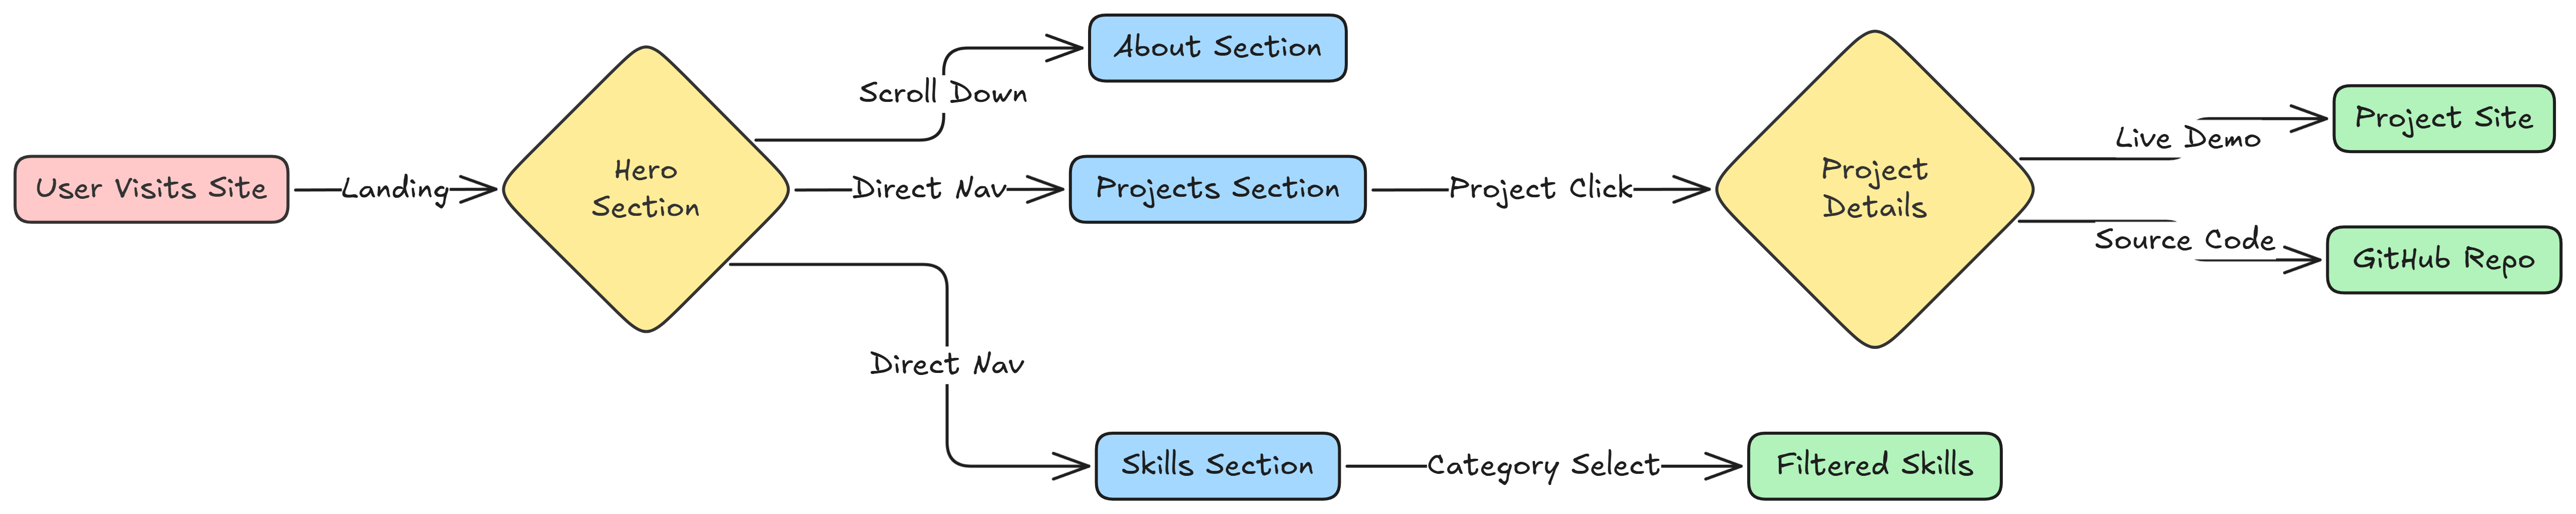 User Visits Site
Landing
Hero
Section
Scroll Down
About Section
Direct Nav
Projects Section
Project Click
Project
Details
Live Demo
Project Site
Source Code
GitHub Repo
Direct Nav
Skills Section
Category Select
Filtered Skills